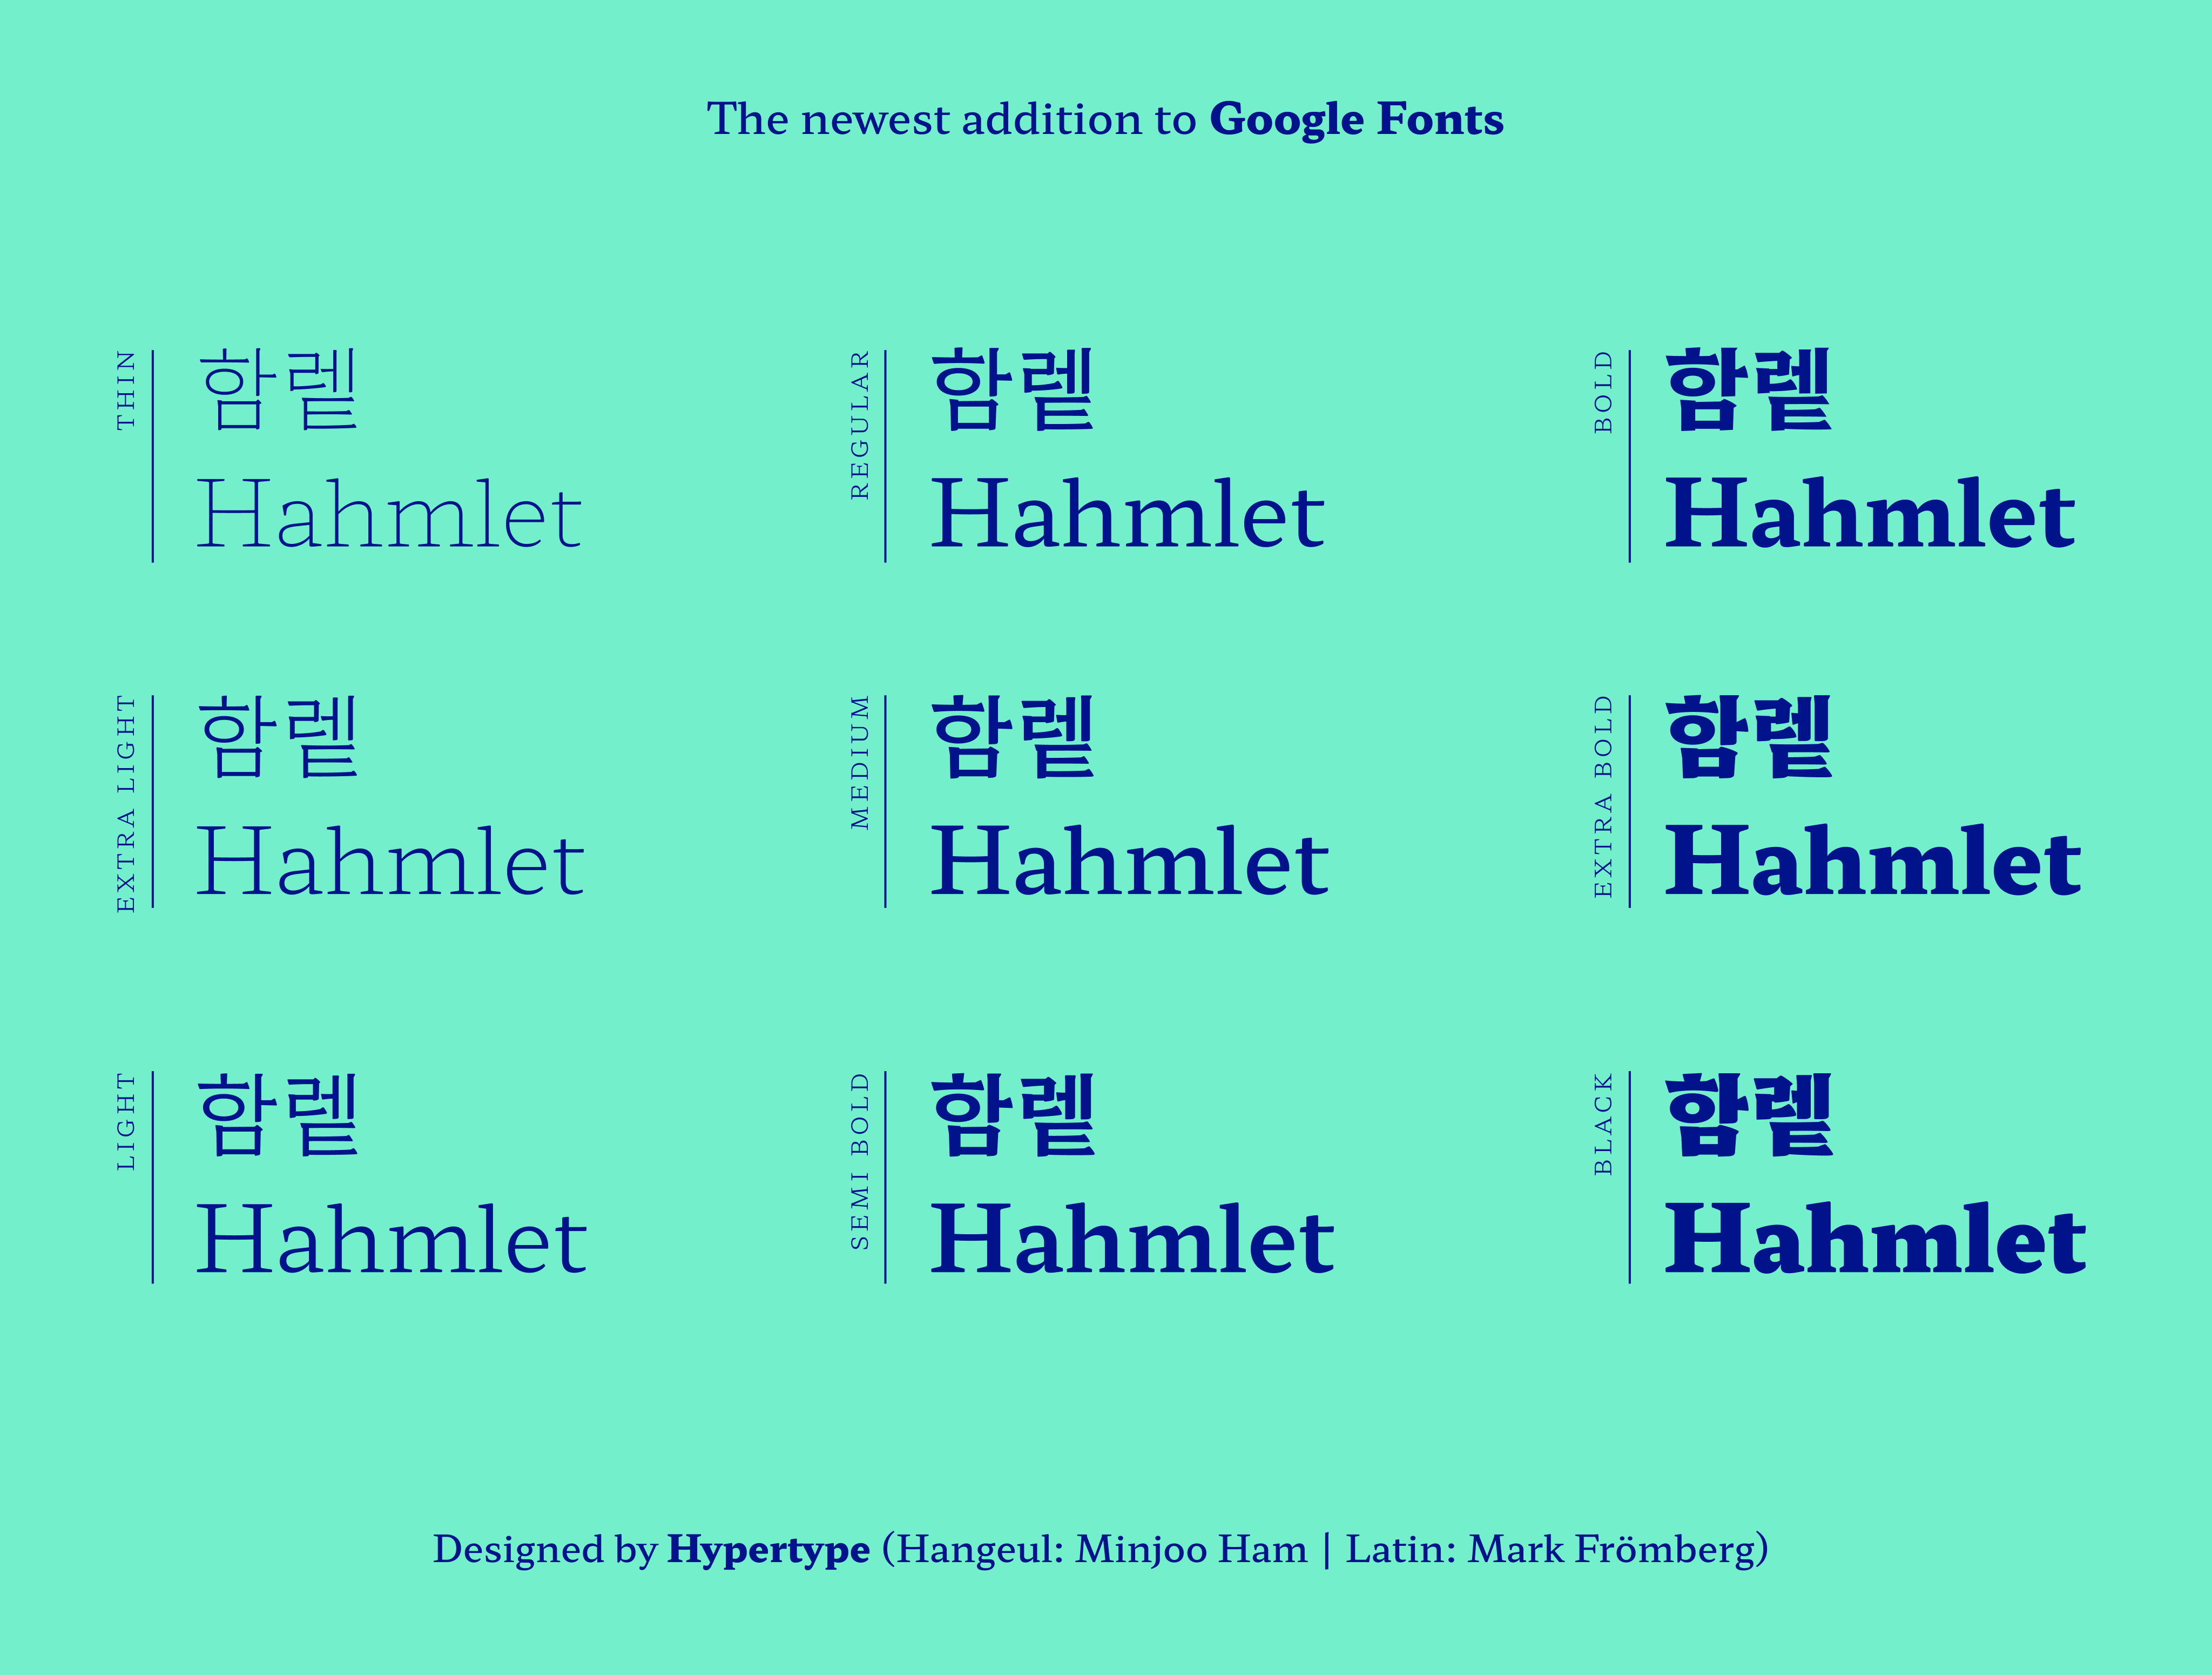 The newest addition to Google Fonts
THIN
함렡
Hahmlet
EXTRA LIGHT
함렡
Hahmlet
LIGHT
함렡
Hahmlet
REGULAR
함렡
Hahmlet
MEDIUM
함렡
Hahmlet
SEMI BOLD
함렡
Hahmlet
BOLD
함렡
Hahmlet
EXTRA BOLD
함렡
Hahmlet
BLACK
함렡
Hahmlet
Designed by Hypertype (Hangeul: Minjoo Ham | Latin: Mark Frömberg)